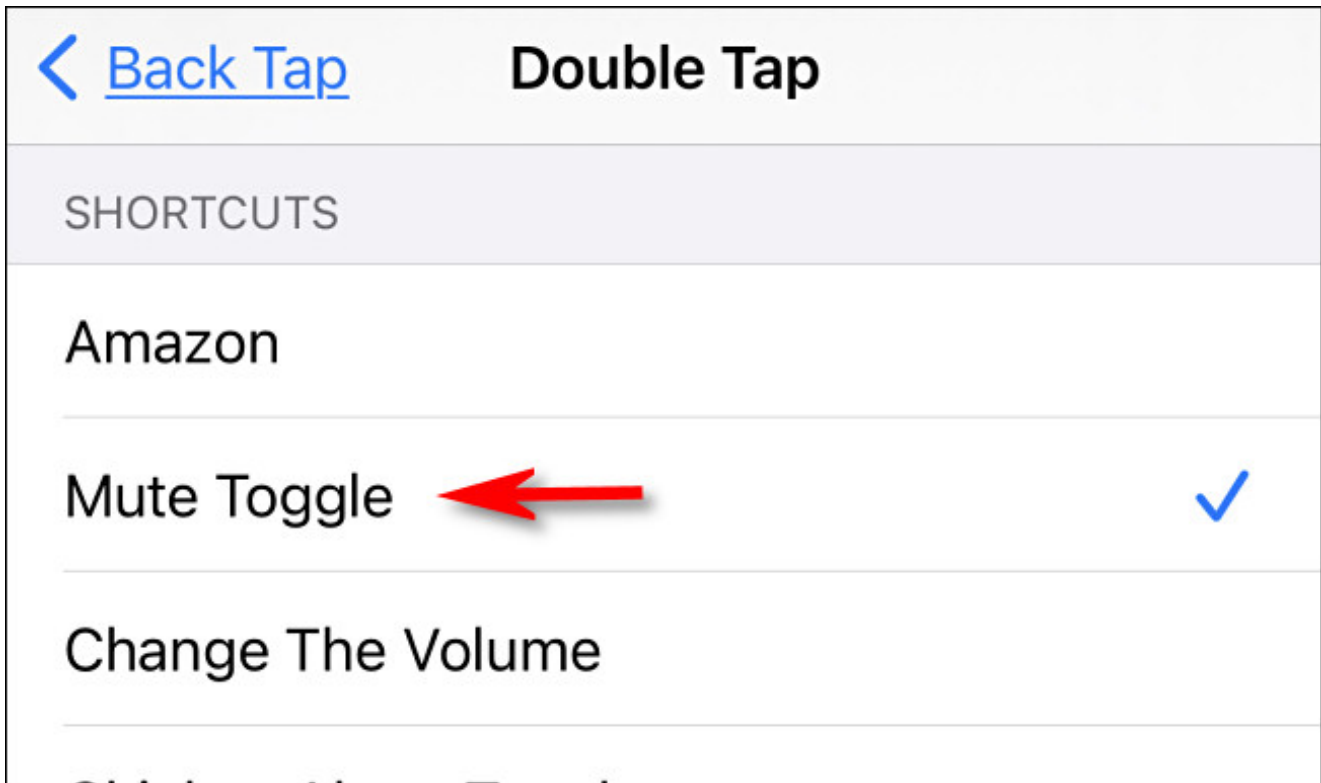 Back Tap Double Tap
SHORTCUTS
Amazon
Mute Toggle
Change The Volume